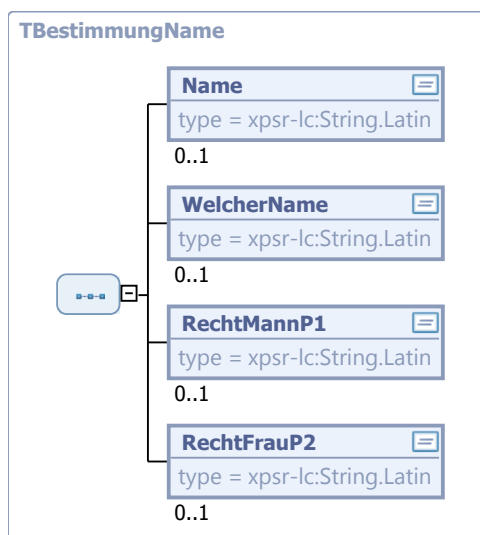 TBestimmungName
Name
type = xpsr-lc:String.Latin
0..1
WelcherName
type = xpsr-lc:String.Latin
0..1
RechtMannP1
type = xpsr-lc:String.Latin
0..1
RechtFrauP2
type = xpsr-lc:String.Latin
0..1